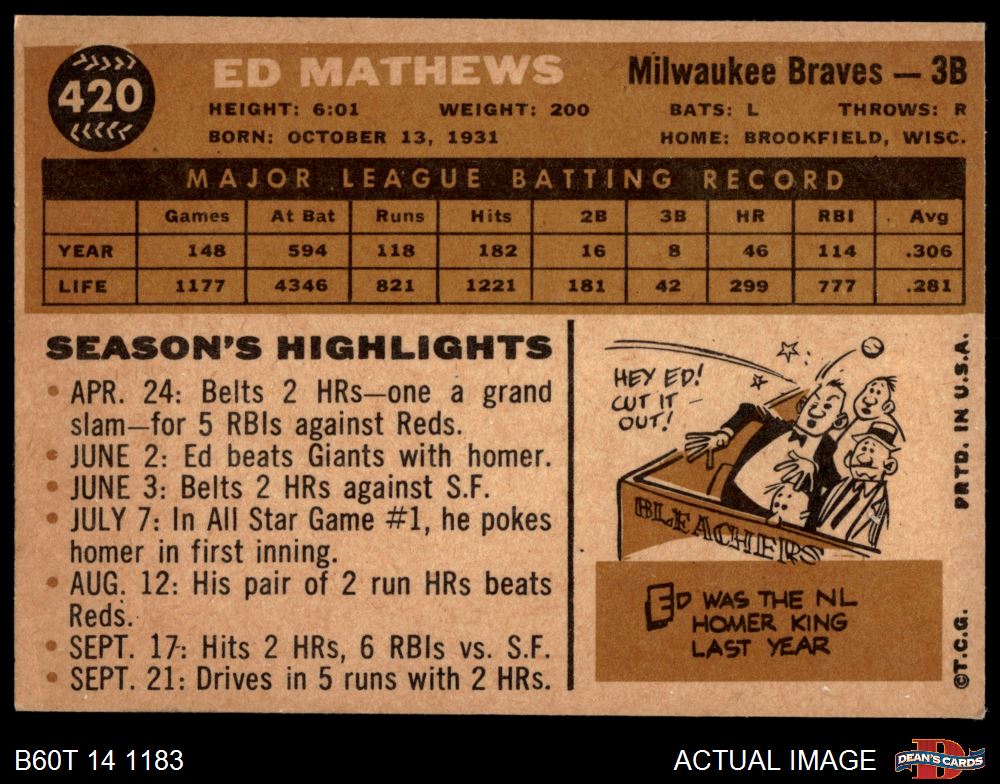 420
ED MATHEWS
Milwaukee Braves — 3B
HEIGHT: 6:01 WEIGHT: 200 BATS: L THROWS: R
BORN: OCTOBER 13, 1931 HOME: BROOKFIELD, WISC.
MAJOR LEAGUE BATTING RECORD
Games At Bat Runs Hits 2B 3B HR RBI Avg
YEAR 148 594 118 182 16 8 46 114 .306
LIFE 1177 4346 821 1221 181 42 299 777 .281
SEASON'S HIGHLIGHTS
• APR. 24: Belts 2 HRs—one a grand
slam—for 5 RBIs against Reds.
• JUNE 2: Ed beats Giants with homer.
• JUNE 3: Belts 2 HRs against S.F.
• JULY 7: In All Star Game #1, he pokes
homer in first inning.
• AUG. 12: His pair of 2 run HRs beats
Reds.
• SEPT. 17: Hits 2 HRs, 6 RBIs vs. S.F.
• SEPT. 21: Drives in 5 runs with 2 HRs.
HEY ED!
CUT IT
OUT!
BLEACHERS
ED WAS THE NL
HOMER KING
LAST YEAR
©T.C.G. PRTD. IN U.S.A.
B60T 14 1183
ACTUAL IMAGE
D
DEAN'S CARDS